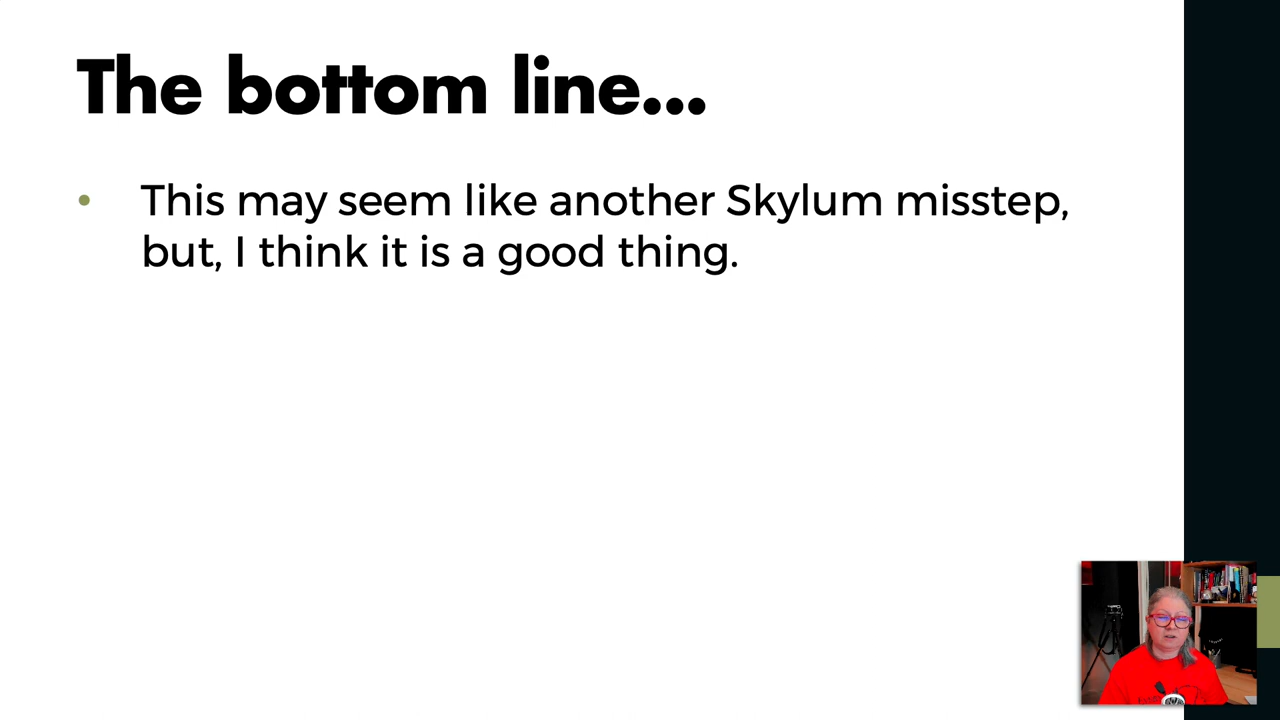 The bottom line...
• This may seem like another Skylum misstep,
but, I think it is a good thing.